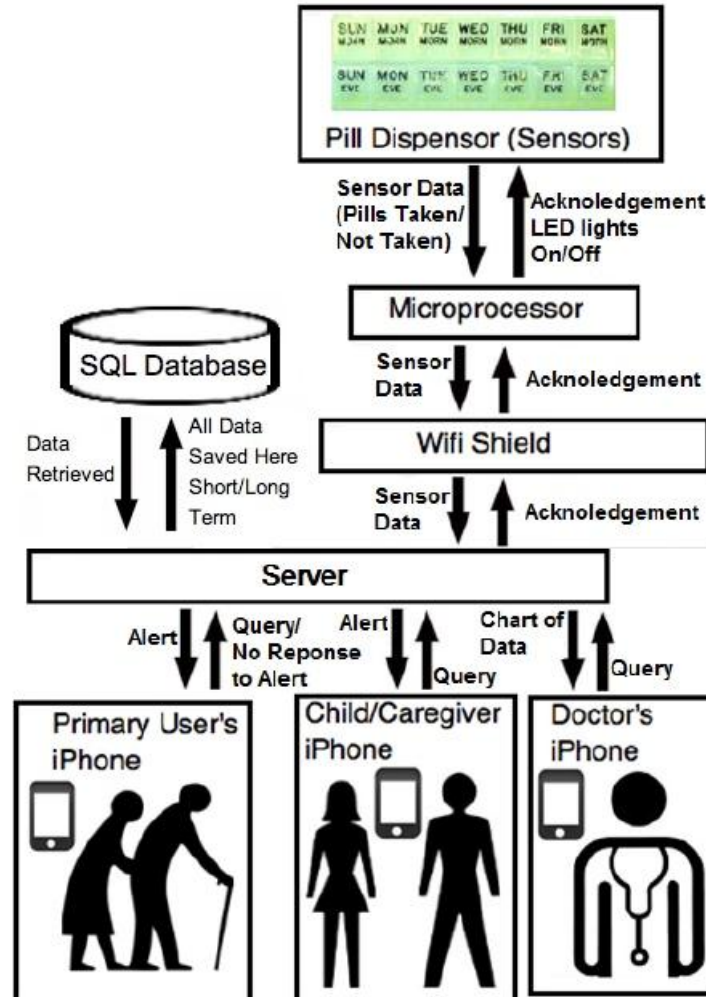 SUN MON TUE WED THU FRI SAT
MORN MORN MORN MORN MORN MORN MORN
SUN MON TUE WED THU FRI SAT
EVE EVE EVE EVE EVE EVE EVE
Pill Dispensor (Sensors)
Sensor Data
(Pills Taken/
Not Taken)
Acknoledgement
LED lights
On/Off
Microprocessor
SQL Database
Sensor
Data
Acknoledgement
Data
Retrieved
All Data
Saved Here
Short/Long
Term
Wifi Shield
Sensor
Data
Acknoledgement
Server
Alert
Query/
No Reponse
to Alert
Alert
Query
Chart of
Data
Query
Primary User's
iPhone
Child/Caregiver
iPhone
Doctor's
iPhone